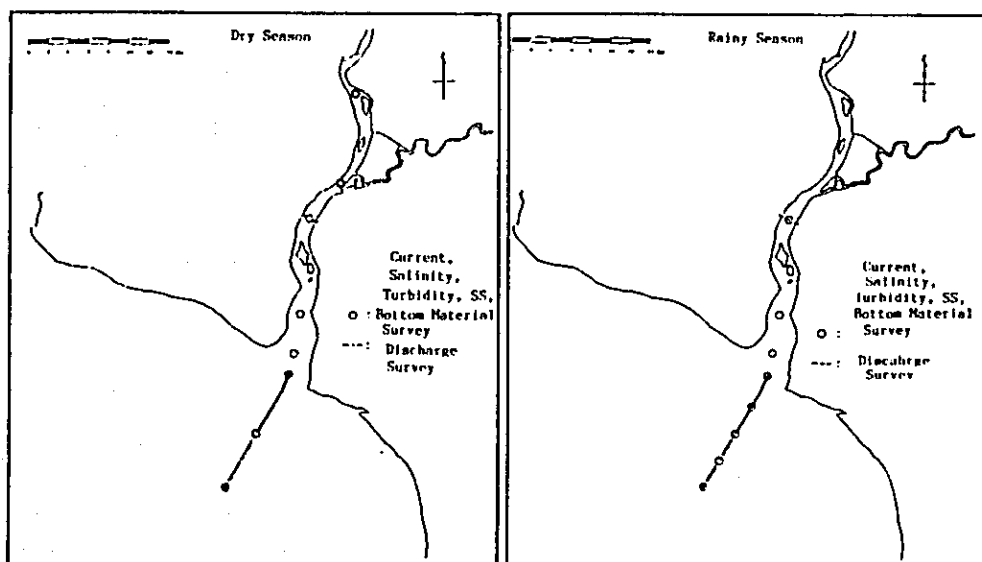 Dry Season
Current,
Salinity,
Turbidity, SS,
: Bottom Material
Survey
: Discharge
Survey
Rainy Season
Current,
Salinity,
Turbidity, SS,
Bottom Material
: Survey
: Discahrge
Survey